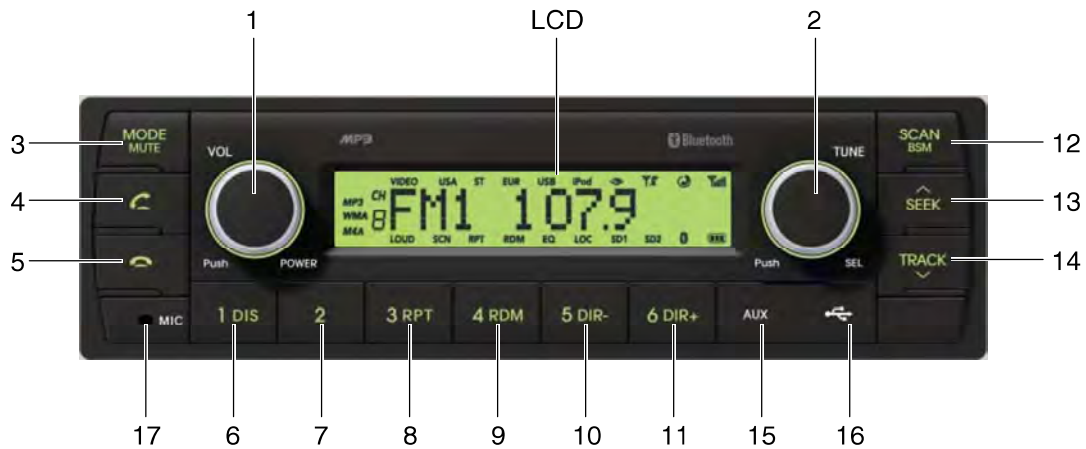 1 LCD 2
3 MODE MUTE VOL MP3 Bluetooth TUNE SCAN BSM 12
VIDEO USA ST EUR USB iPod
4 MP3 WMA M4A CH 8 FM1 107.9 SEEK 13
LOUD SCN RPT RDM EQ LOC SD1 SD2
5 Push POWER Push SEL TRACK 14
MIC 1 DIS 2 3 RPT 4 RDM 5 DIR- 6 DIR+ AUX
17 6 7 8 9 10 11 15 16